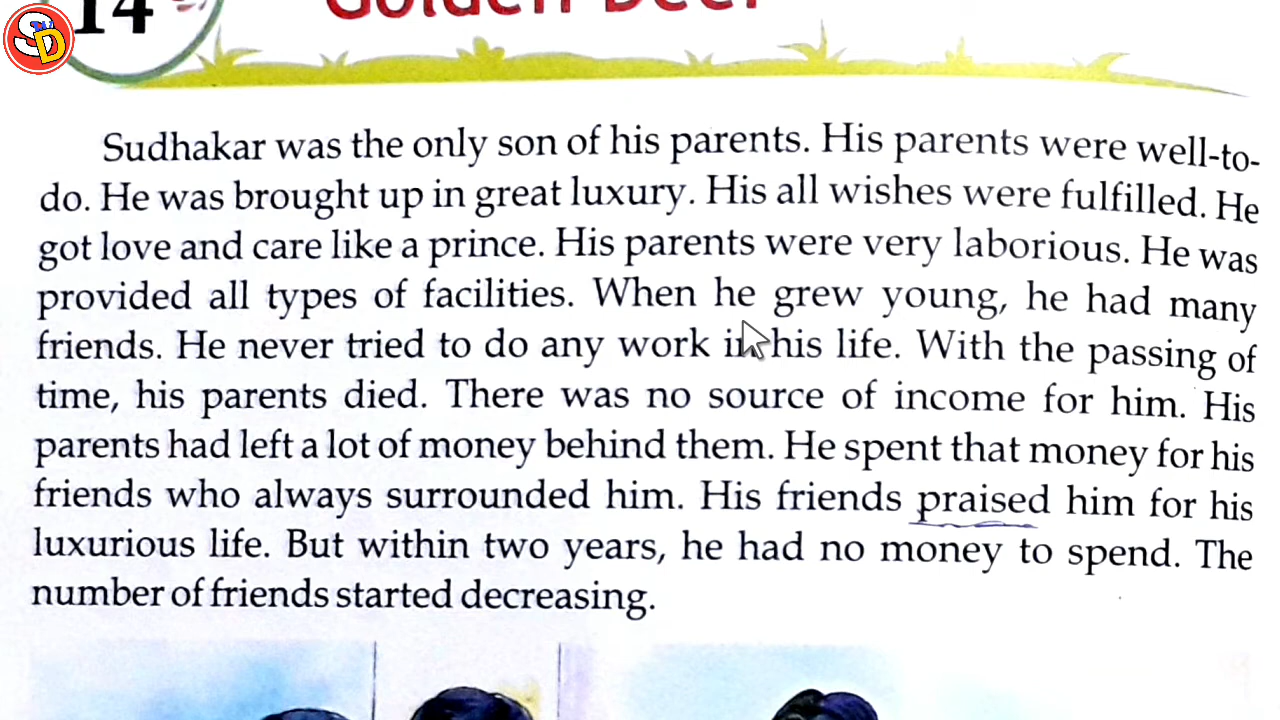 SD
14
Golden Deer
Sudhakar was the only son of his parents. His parents were well-to-
do. He was brought up in great luxury. His all wishes were fulfilled. He
got love and care like a prince. His parents were very laborious. He was
provided all types of facilities. When he grew young, he had many
friends. He never tried to do any work in his life. With the passing of
time, his parents died. There was no source of income for him. His
parents had left a lot of money behind them. He spent that money for his
friends who always surrounded him. His friends praised him for his
luxurious life. But within two years, he had no money to spend. The
number of friends started decreasing.